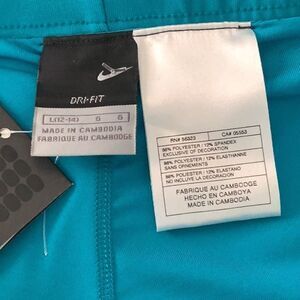 DRI-FIT
L(12-14) G G
MADE IN CAMBODIA
FABRIQUE AU CAMBODGE
RN# 56323 CA# 05553
88% POLYESTER / 12% SPANDEX
EXCLUSIVE OF DECORATION
88% POLYESTER / 12% ELASTHANNE
SANS ORNEMENTS
88% POLYESTER / 12% ELASTANO
NO INCLUYE LA DECORACION
FABRIQUE AU CAMBODGE
HECHO EN CAMBOYA
MADE IN CAMBODIA